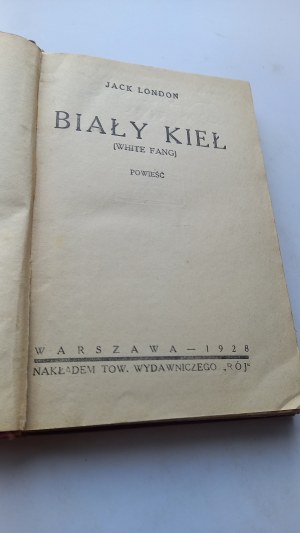 JACK LONDON
BIAŁY KIEŁ
(WHITE FANG)
POWIEŚĆ
WARSZAWA — 1928
NAKŁADEM TOW. WYDAWNICZEGO „RÓJ"